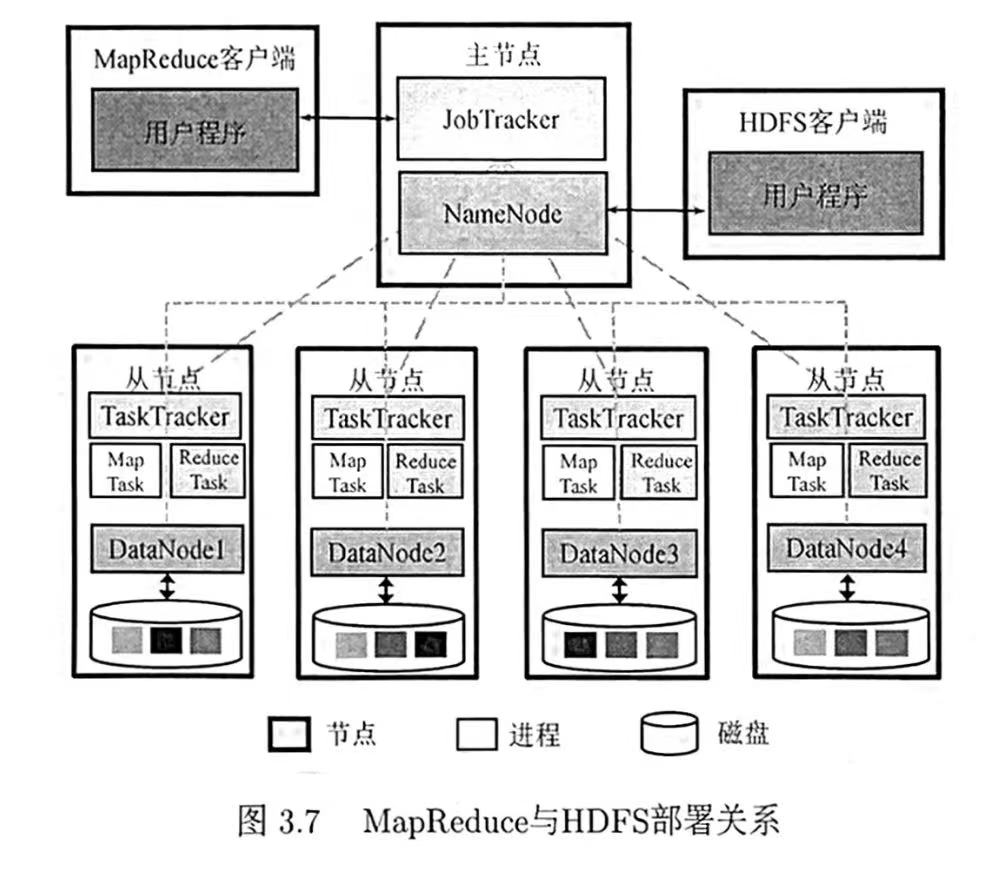 MapReduce客户端
用户程序
主节点
JobTracker
NameNode
HDFS客户端
用户程序
从节点
TaskTracker
Map Task
Reduce Task
DataNode1
从节点
TaskTracker
Map Task
Reduce Task
DataNode2
从节点
TaskTracker
Map Task
Reduce Task
DataNode3
从节点
TaskTracker
Map Task
Reduce Task
DataNode4
节点
进程
磁盘
图 3.7 MapReduce与HDFS部署关系